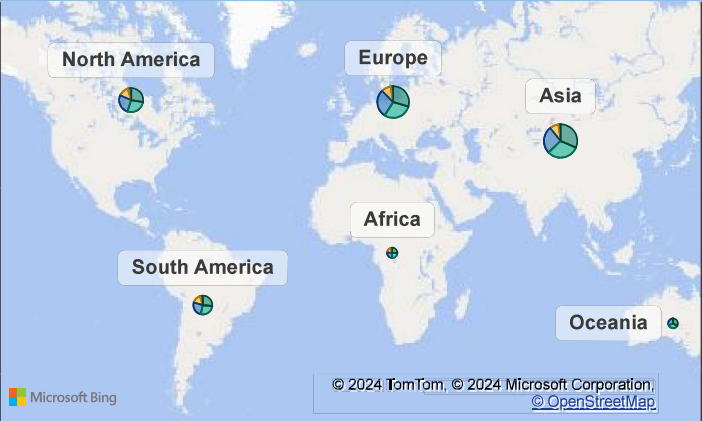 North America
Europe
Asia
Africa
South America
Oceania
© 2024 TomTom, © 2024 Microsoft Corporation,
© OpenStreetMap
Microsoft Bing